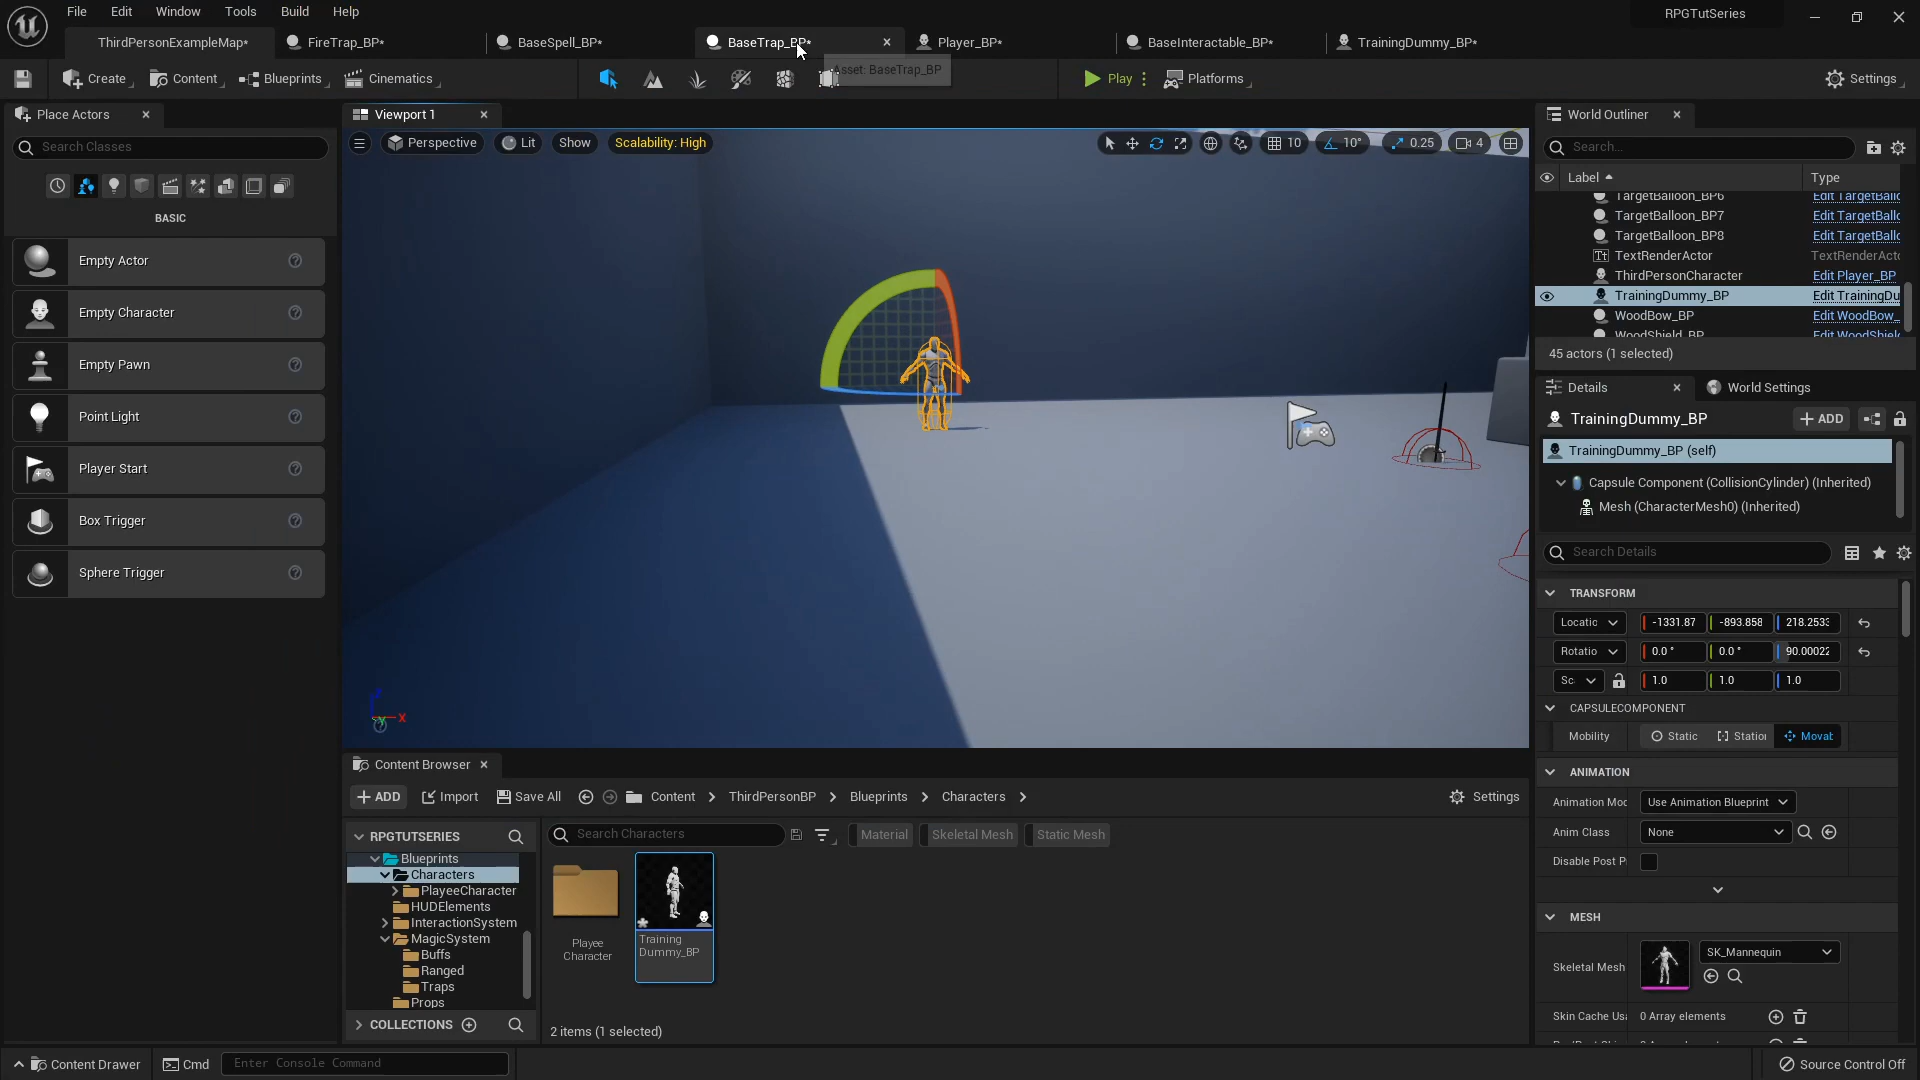 File Edit Window Tools Build Help
RPGTutSeries
ThirdPersonExampleMap*
FireTrap_BP*
BaseSpell_BP*
BaseTrap_BP*
Player_BP*
BaseInteractable_BP*
TrainingDummy_BP*
Create
Content
Blueprints
Cinematics
Asset: BaseTrap_BP
Play
Platforms
Settings
Place Actors
Search Classes
BASIC
Empty Actor
Empty Character
Empty Pawn
Point Light
Player Start
Box Trigger
Sphere Trigger
Viewport 1
Perspective
Lit
Show
Scalability: High
10
10°
0.25
4
X
World Outliner
Search...
Label
Type
TargetBalloon_BP6 Edit TargetBallo
TargetBalloon_BP7 Edit TargetBallo
TargetBalloon_BP8 Edit TargetBallo
TextRenderActor TextRenderActo
ThirdPersonCharacter Edit Player_BP
TrainingDummy_BP Edit TrainingDu
WoodBow_BP Edit WoodBow_
WoodShield_BP Edit WoodShiel
45 actors (1 selected)
Details
World Settings
TrainingDummy_BP
ADD
TrainingDummy_BP (self)
Capsule Component (CollisionCylinder) (Inherited)
Mesh (CharacterMesh0) (Inherited)
Search Details
TRANSFORM
Locatic -1331.87 -893.858 218.2533
Rotatio 0.0 ° 0.0 ° 90.00022
Sc 1.0 1.0 1.0
CAPSULECOMPONENT
Mobility Static Station Movab
ANIMATION
Animation Mod Use Animation Blueprint
Anim Class None
Disable Post P
MESH
Skeletal Mesh SK_Mannequin
Skin Cache Usa 0 Array elements
Content Browser
ADD
Import
Save All
Content
ThirdPersonBP
Blueprints
Characters
Settings
RPGTUTSERIES
Search Characters
Material
Skeletal Mesh
Static Mesh
Blueprints
Characters
PlayeeCharacter
HUDElements
InteractionSystem
MagicSystem
Buffs
Ranged
Traps
Props
COLLECTIONS
Playee
Character
Training
Dummy_BP
2 items (1 selected)
Content Drawer
Cmd
Enter Console Command
Source Control Off